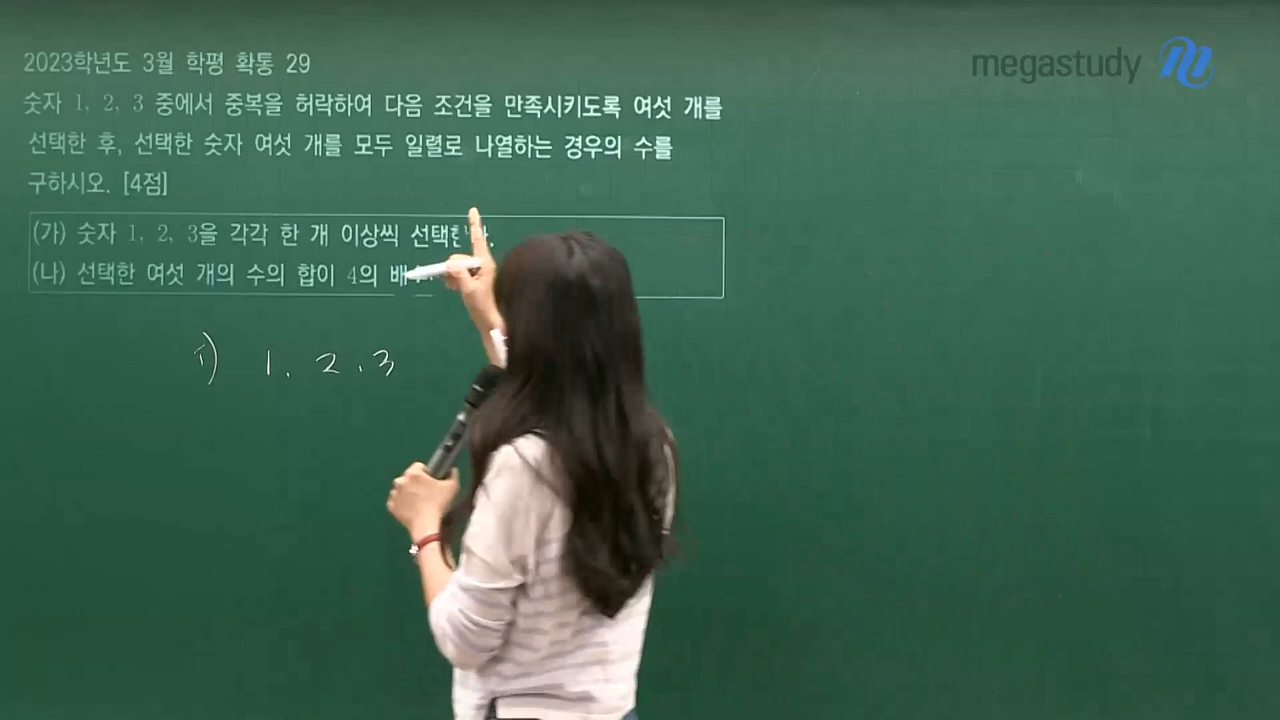 2023학년도 3월 학평 확통 29
megastudy
숫자 1, 2, 3 중에서 중복을 허락하여 다음 조건을 만족시키도록 여섯 개를
선택한 후, 선택한 숫자 여섯 개를 모두 일렬로 나열하는 경우의 수를
구하시오. [4점]
(가) 숫자 1, 2, 3을 각각 한 개 이상씩
(나) 선택한 여섯 개의 수의 합이 4의
i) 1, 2, 3